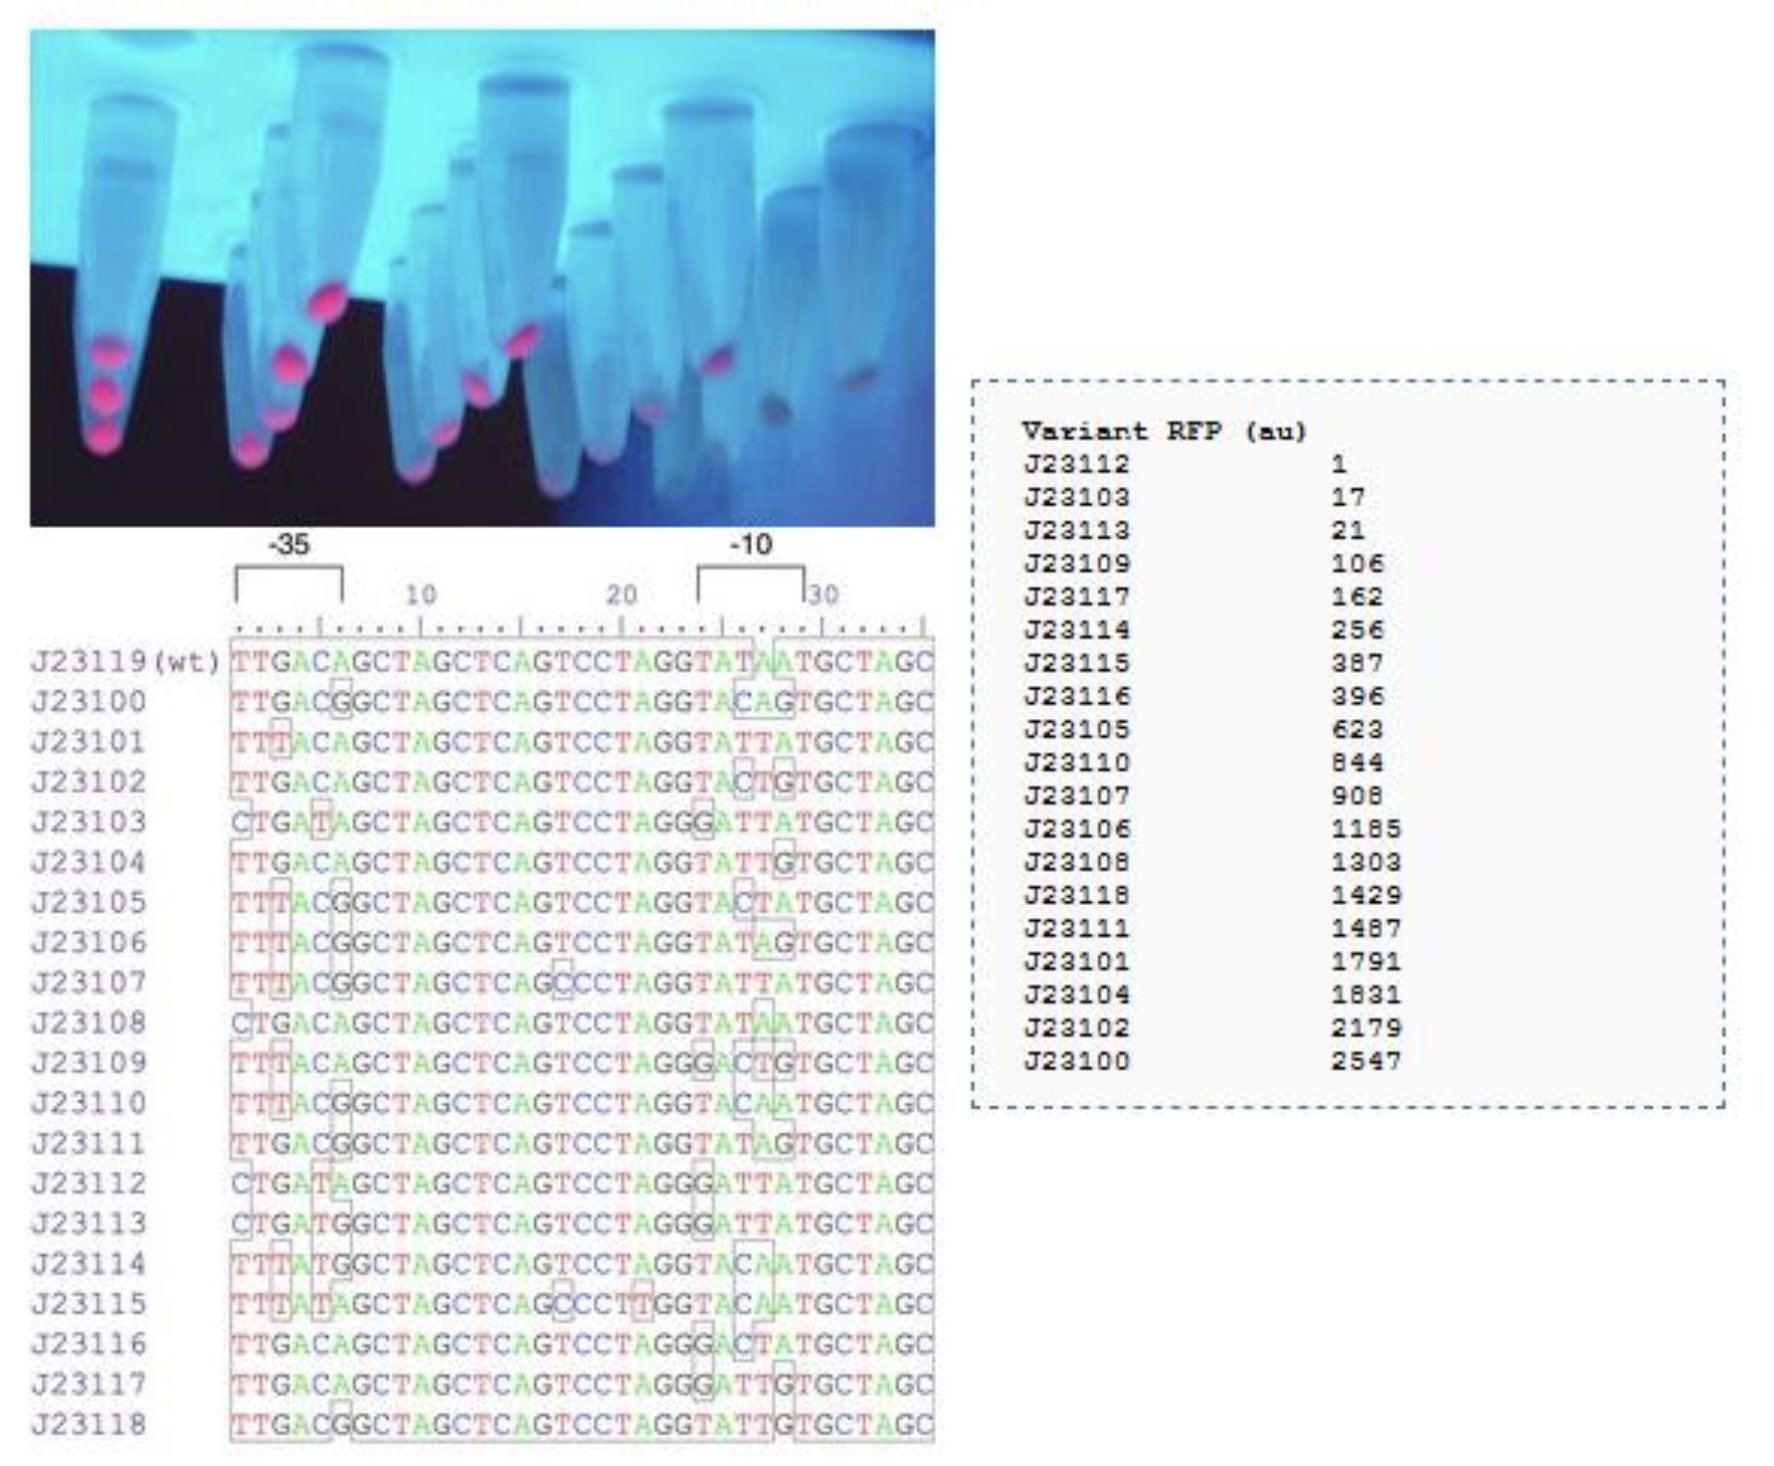 -35 -10
10 20 30
J23119(wt) TTGACAGCTAGCTCAGTCCTAGGTATAATGCTAGC
J23100 TTGACGGCTAGCTCAGTCCTAGGTACAGTGCTAGC
J23101 TTTACAGCTAGCTCAGTCCTAGGTATTATGCTAGC
J23102 TTGACAGCTAGCTCAGTCCTAGGTACTGTGCTAGC
J23103 CTGATAGCTAGCTCAGTCCTAGGGATTATGCTAGC
J23104 TTGACAGCTAGCTCAGTCCTAGGTATTGTGCTAGC
J23105 TTTACGGCTAGCTCAGTCCTAGGTACTATGCTAGC
J23106 TTTACGGCTAGCTCAGTCCTAGGTATAGTGCTAGC
J23107 TTTACGGCTAGCTCAGCCCTAGGTATTATGCTAGC
J23108 CTGACAGCTAGCTCAGTCCTAGGTATAATGCTAGC
J23109 TTTACAGCTAGCTCAGTCCTAGGGACTGTGCTAGC
J23110 TTTACGGCTAGCTCAGTCCTAGGTACAATGCTAGC
J23111 TTGACGGCTAGCTCAGTCCTAGGTATAGTGCTAGC
J23112 CTGATAGCTAGCTCAGTCCTAGGGATTATGCTAGC
J23113 CTGATGGCTAGCTCAGTCCTAGGGATTATGCTAGC
J23114 TTTATGGCTAGCTCAGTCCTAGGTACAATGCTAGC
J23115 TTTATAGCTAGCTCAGCCCTTGGTACAATGCTAGC
J23116 TTGACAGCTAGCTCAGTCCTAGGGACTATGCTAGC
J23117 TTGACAGCTAGCTCAGTCCTAGGGATTGTGCTAGC
J23118 TTGACGGCTAGCTCAGTCCTAGGTATTGTGCTAGC
Variant RFP (au)
J23112 1
J23103 17
J23113 21
J23109 106
J23117 162
J23114 256
J23115 387
J23116 396
J23105 623
J23110 844
J23107 908
J23106 1185
J23108 1303
J23118 1429
J23111 1487
J23101 1791
J23104 1831
J23102 2179
J23100 2547